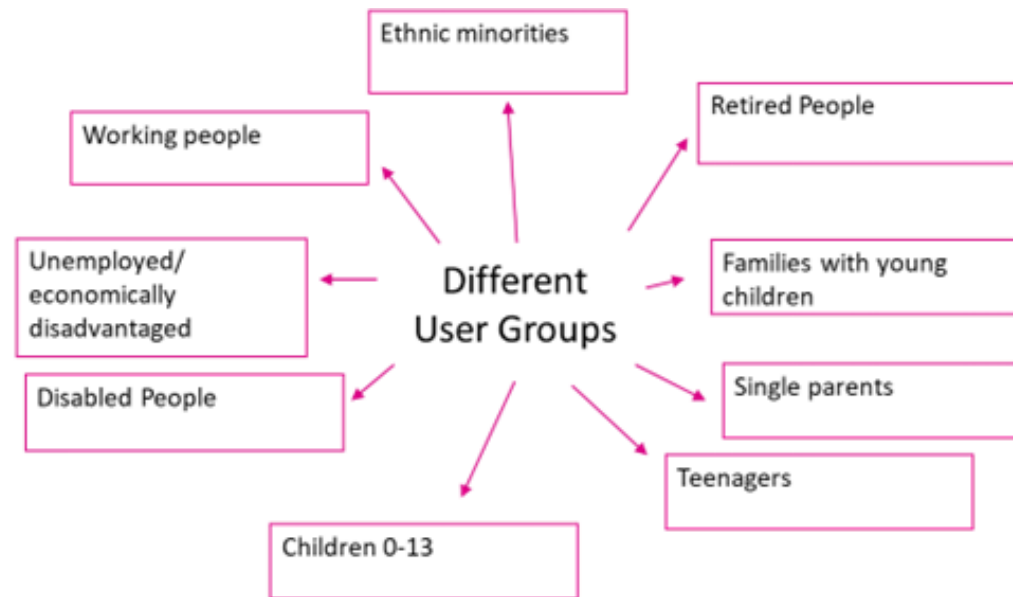 Ethnic minorities
Retired People
Working people
Unemployed/
economically
disadvantaged
Different
User Groups
Families with young
children
Disabled People
Single parents
Teenagers
Children 0-13